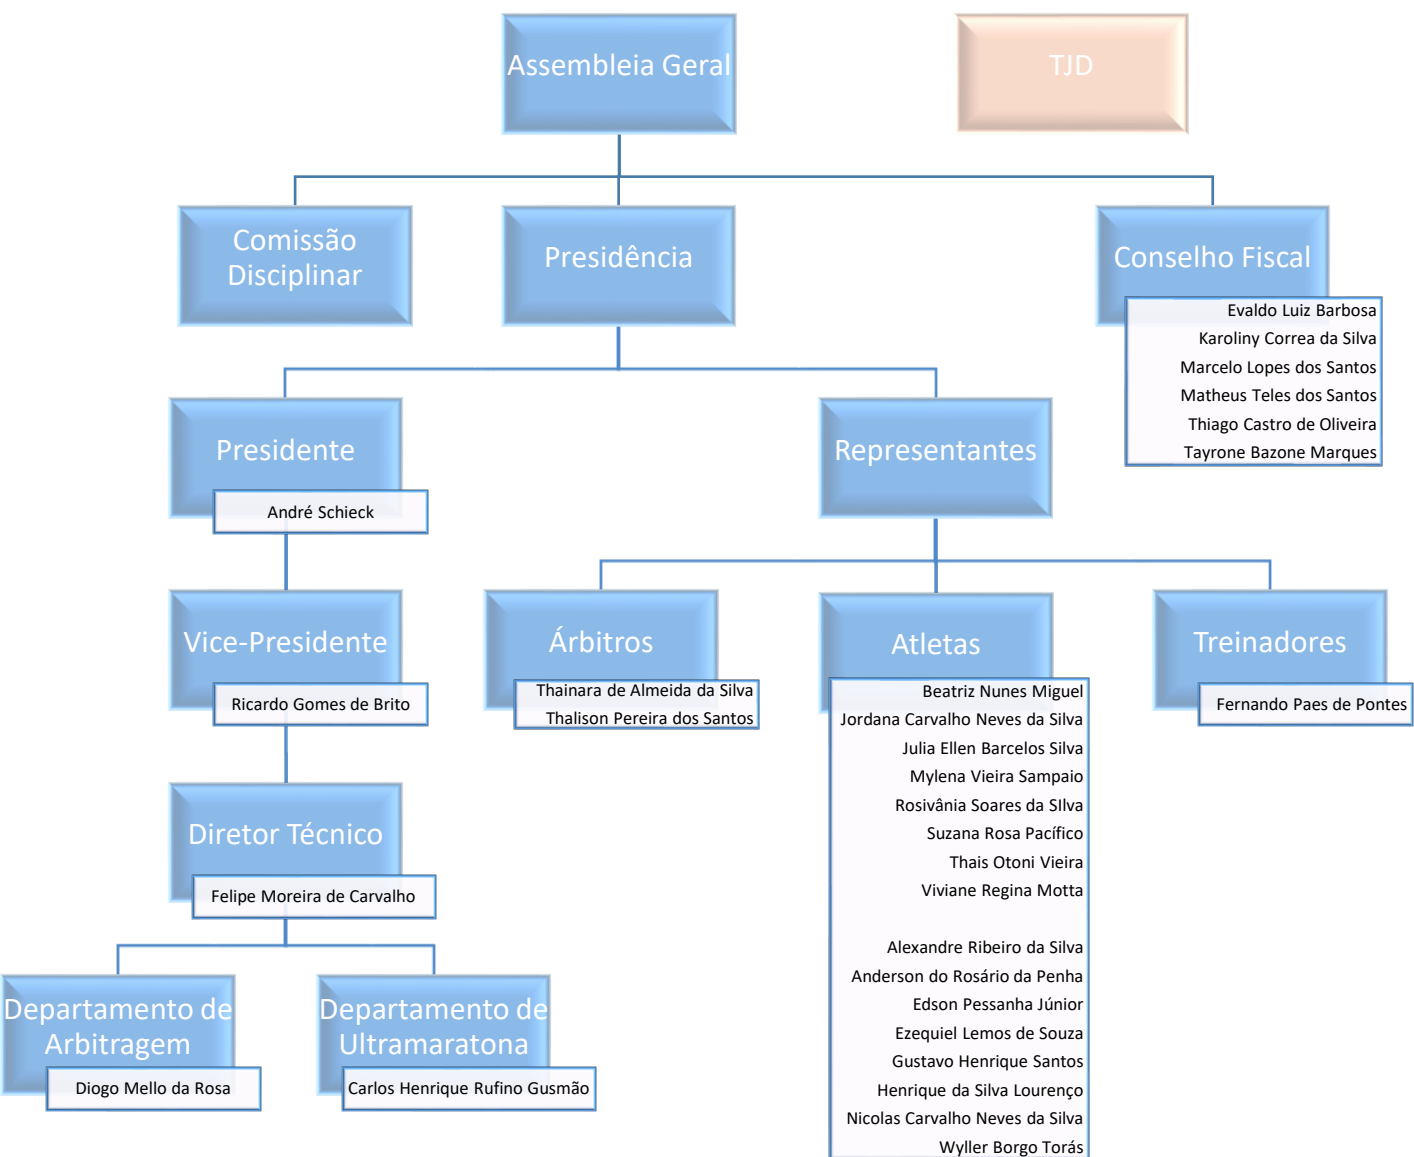 Assembleia Geral
TJD
Comissão
Disciplinar
Presidência
Conselho Fiscal
Evaldo Luiz Barbosa
Karoliny Correa da Silva
Marcelo Lopes dos Santos
Matheus Teles dos Santos
Thiago Castro de Oliveira
Tayrone Bazone Marques
Presidente
André Schieck
Representantes
Vice-Presidente
Ricardo Gomes de Brito
Árbitros
Thainara de Almeida da Silva
Thalison Pereira dos Santos
Atletas
Beatriz Nunes Miguel
Jordana Carvalho Neves da Silva
Julia Ellen Barcelos Silva
Mylena Vieira Sampaio
Rosivânia Soares da SIlva
Suzana Rosa Pacífico
Thais Otoni Vieira
Viviane Regina Motta
Alexandre Ribeiro da Silva
Anderson do Rosário da Penha
Edson Pessanha Júnior
Ezequiel Lemos de Souza
Gustavo Henrique Santos
Henrique da Silva Lourenço
Nicolas Carvalho Neves da Silva
Wyller Borgo Torás
Treinadores
Fernando Paes de Pontes
Diretor Técnico
Felipe Moreira de Carvalho
Departamento de
Arbitragem
Diogo Mello da Rosa
Departamento de
Ultramaratona
Carlos Henrique Rufino Gusmão